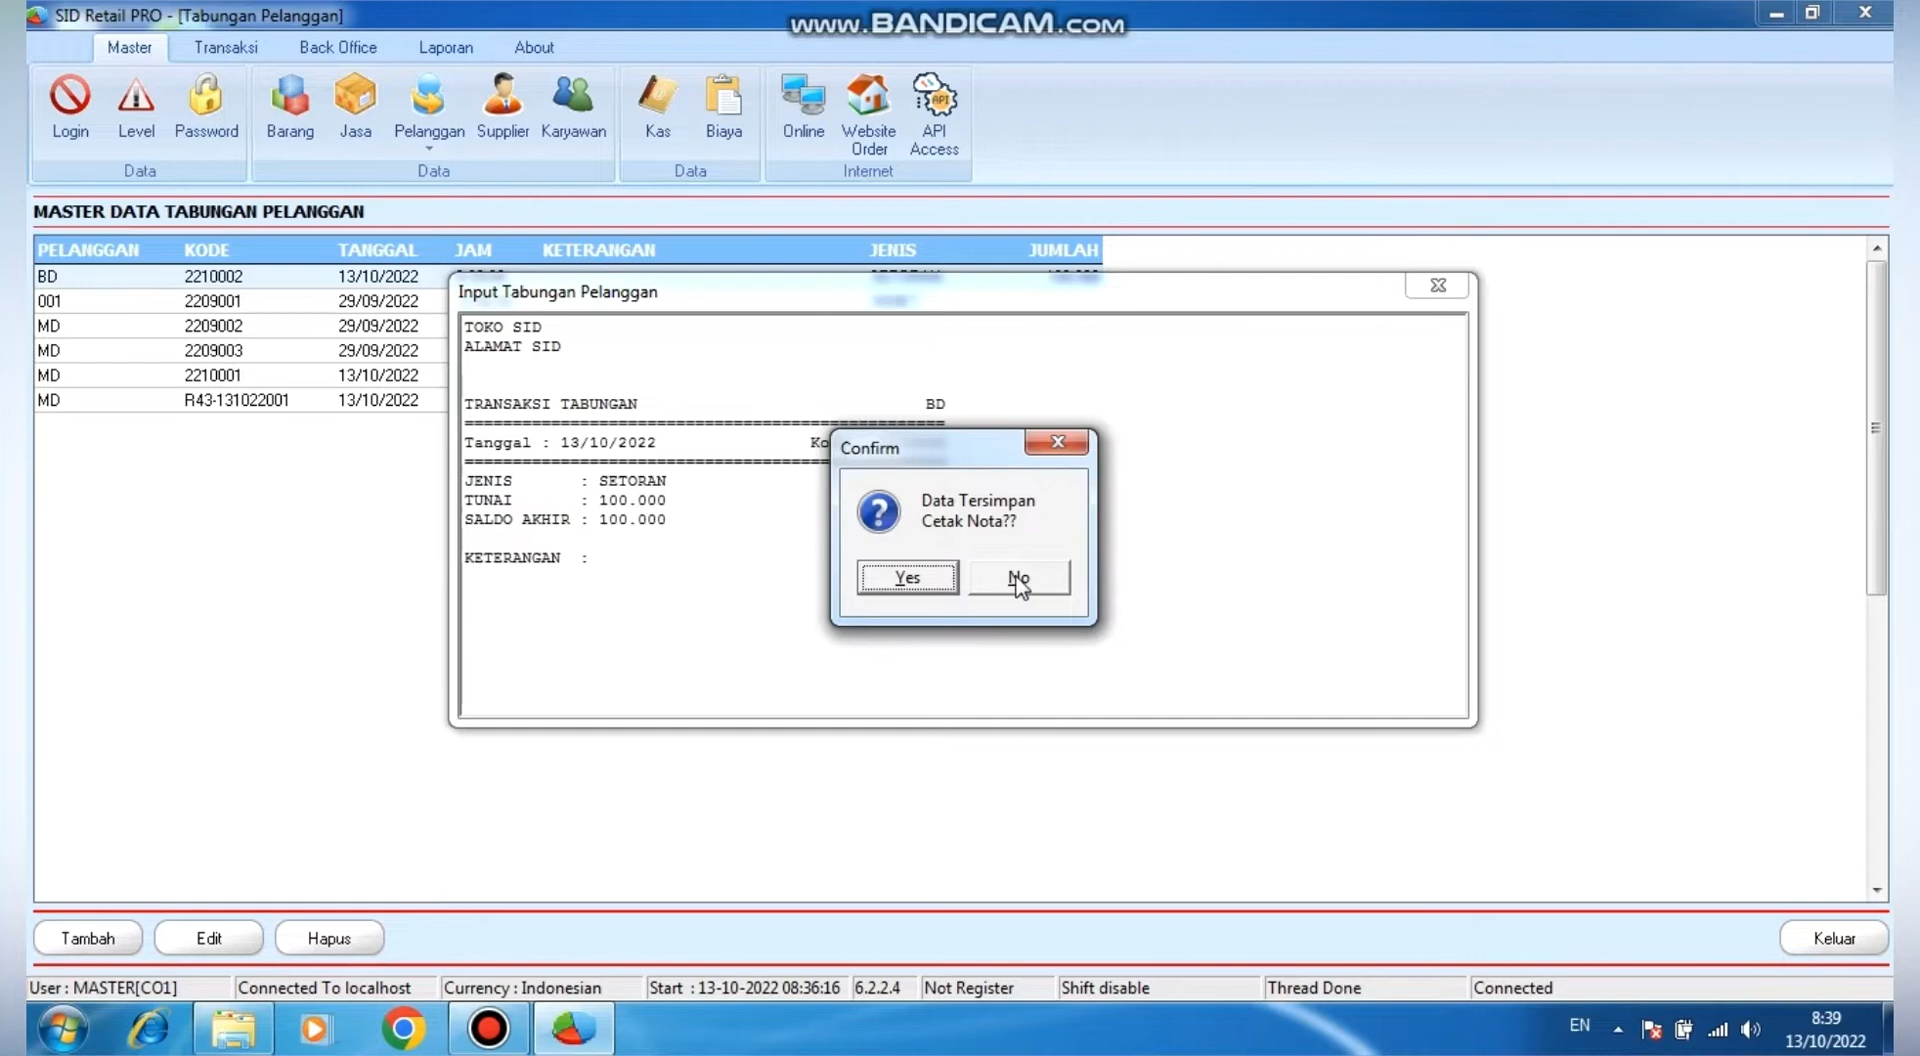 SID Retail PRO - [Tabungan Pelanggan]
www.BANDICAM.com
Master Transaksi Back Office Laporan About
Login Level Password Barang Jasa Pelanggan Supplier Karyawan Kas Biaya Online Website Order API Access
Data Data Data Internet
MASTER DATA TABUNGAN PELANGGAN
PELANGGAN KODE TANGGAL JAM KETERANGAN JENIS JUMLAH
BD 2210002 13/10/2022
001 2209001 29/09/2022
MD 2209002 29/09/2022
MD 2209003 29/09/2022
MD 2210001 13/10/2022
MD R43-131022001 13/10/2022
Input Tabungan Pelanggan
TOKO SID
ALAMAT SID
TRANSAKSI TABUNGAN BD
================================================
Tanggal : 13/10/2022 Ko
================================================
JENIS : SETORAN
TUNAI : 100.000
SALDO AKHIR : 100.000
KETERANGAN :
Confirm
Data Tersimpan
Cetak Nota??
Yes No
Tambah Edit Hapus Keluar
User : MASTER[CO1] Connected To localhost Currency : Indonesian Start : 13-10-2022 08:36:16 6.2.2.4 Not Register Shift disable Thread Done Connected
EN 8:39
13/10/2022